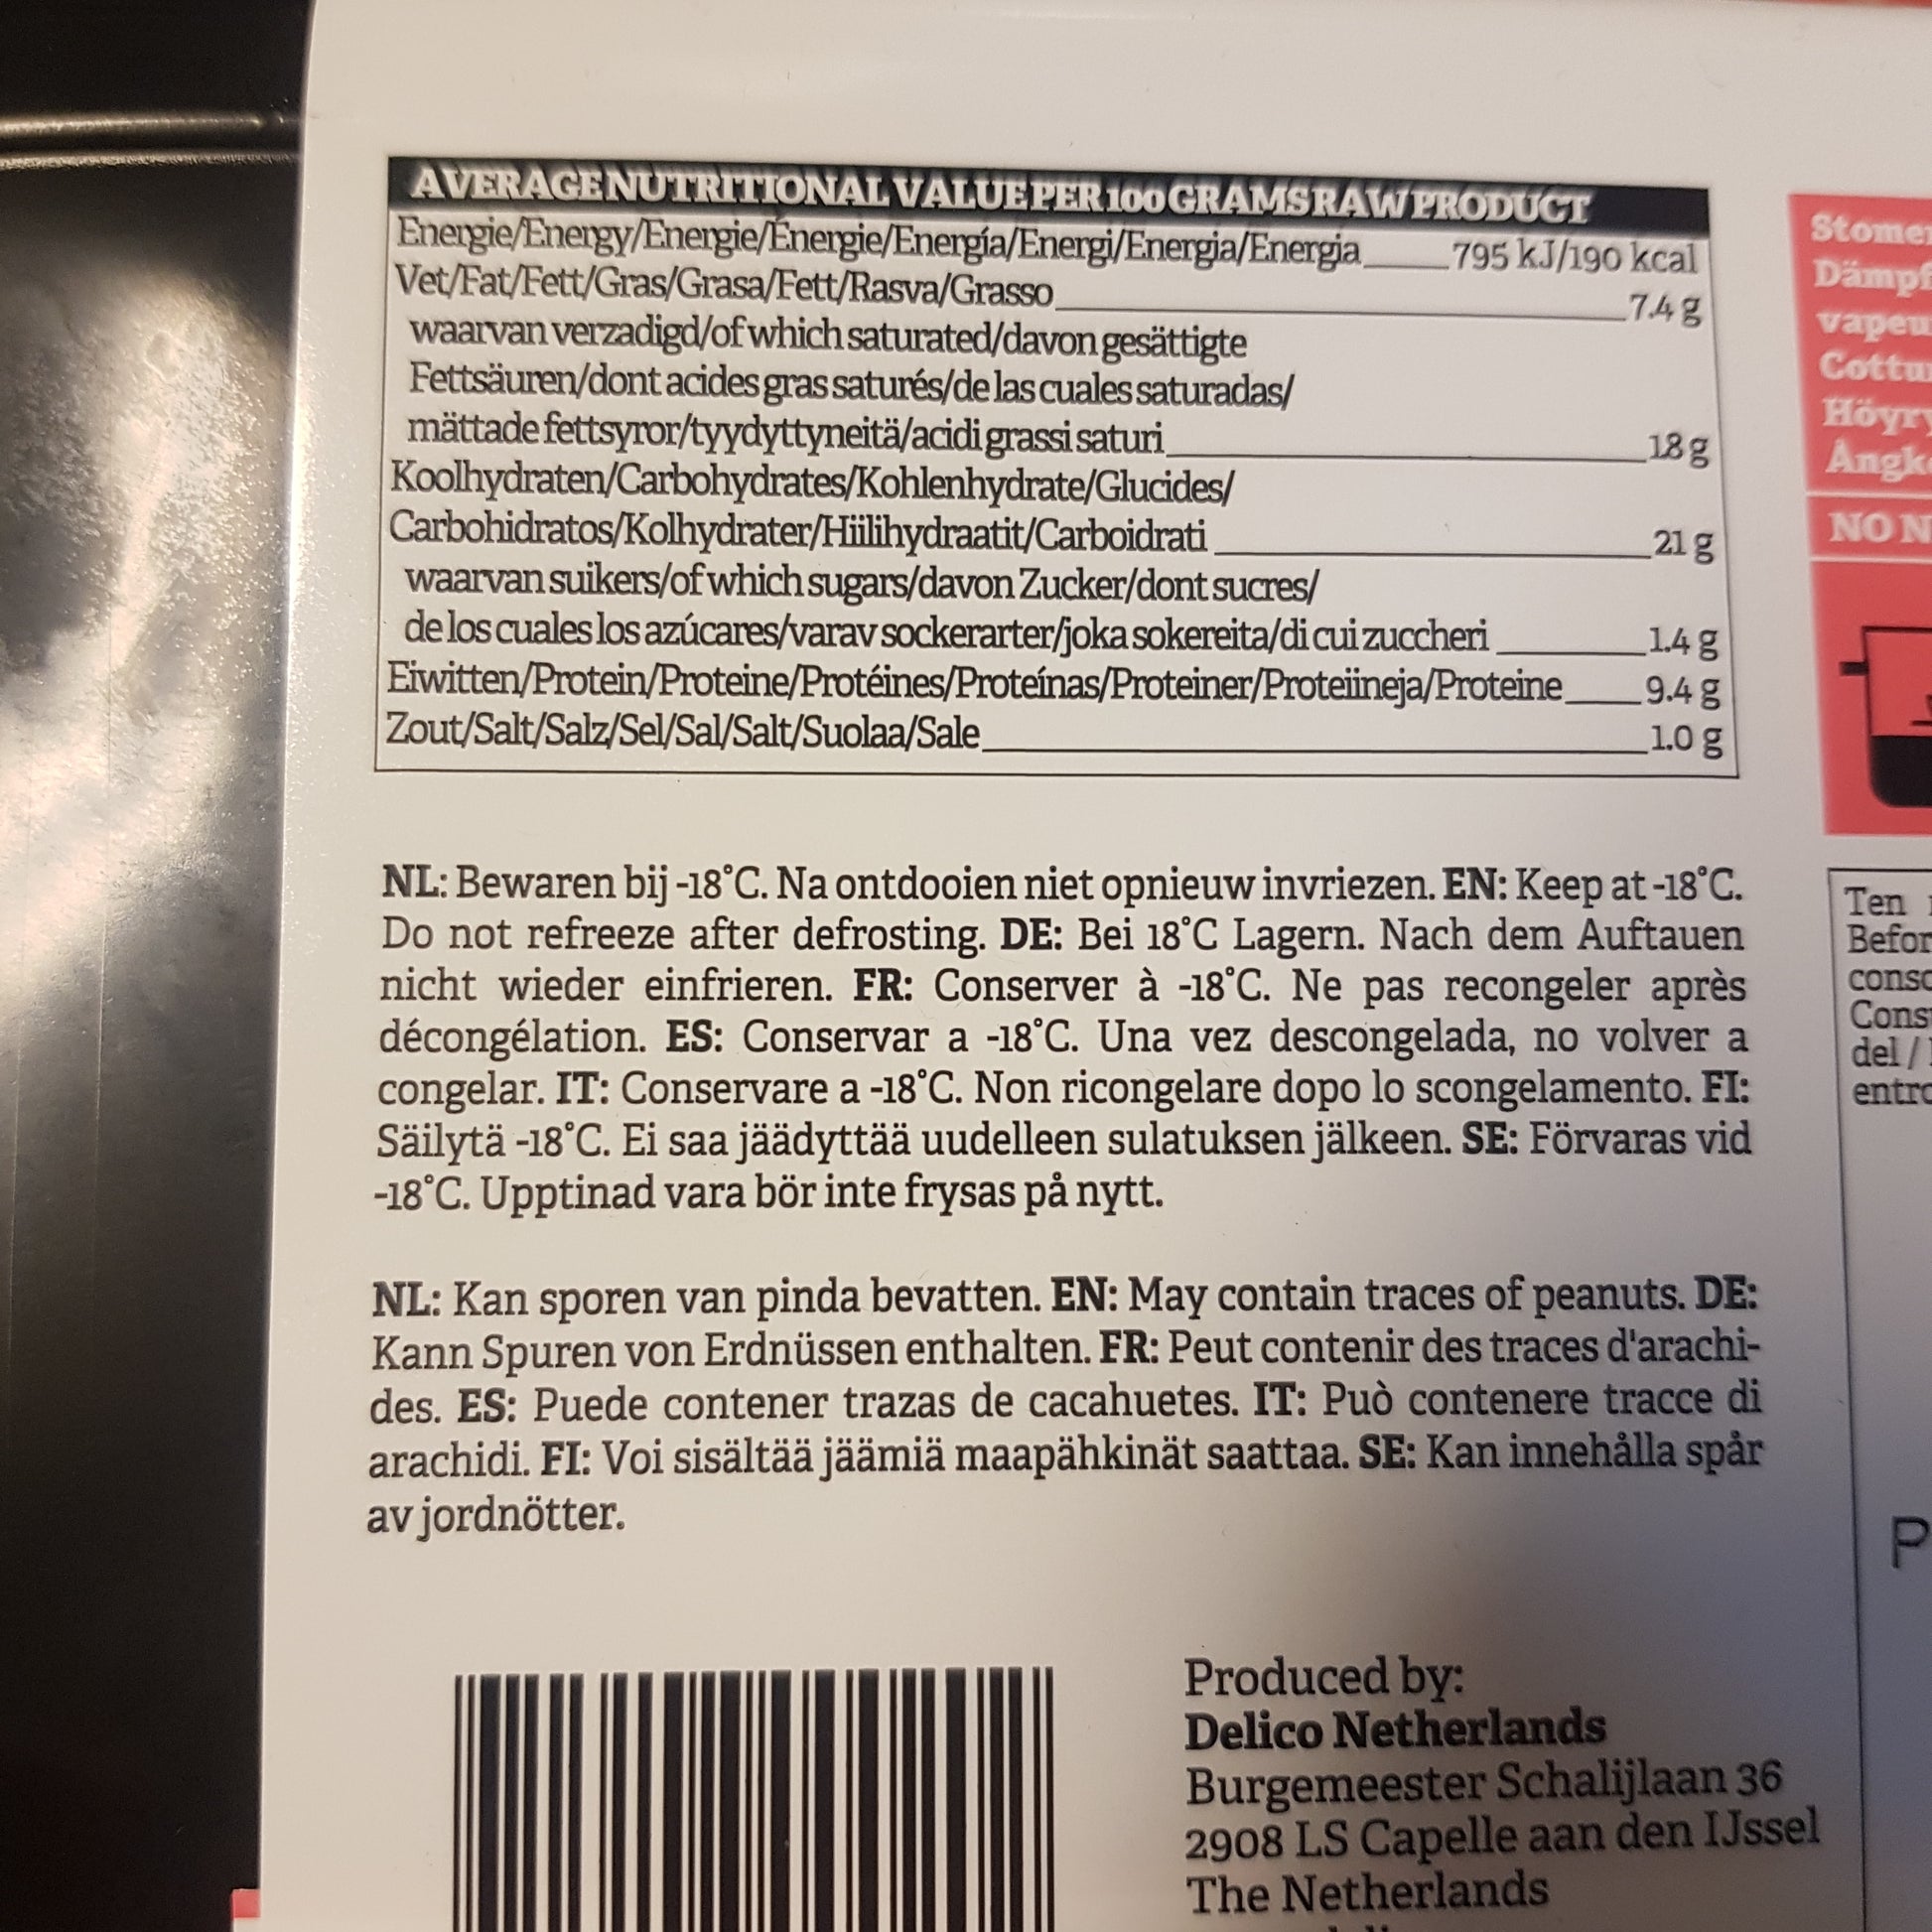 AVERAGE NUTRITIONAL VALUE PER 100 GRAMS RAW PRODUCT
Energie/Energy/Energie/Énergie/Energía/Energi/Energia/Energia 795 kJ/190 kcal
Vet/Fat/Fett/Gras/Grasa/Fett/Rasva/Grasso 7.4 g
waarvan verzadigd/of which saturated/davon gesättigte
Fettsäuren/dont acides gras saturés/de las cuales saturadas/
mättade fettsyror/tyydyttyneitä/acidi grassi saturi 1.8 g
Koolhydraten/Carbohydrates/Kohlenhydrate/Glucides/
Carbohidratos/Kolhydrater/Hiilihydraatit/Carboidrati 21 g
waarvan suikers/of which sugars/davon Zucker/dont sucres/
de los cuales los azúcares/varav sockerarter/joka sokereita/di cui zuccheri 1.4 g
Eiwitten/Protein/Proteine/Protéines/Proteínas/Proteiner/Proteiineja/Proteine 9.4 g
Zout/Salt/Salz/Sel/Sal/Salt/Suolaa/Sale 1.0 g
NL: Bewaren bij -18°C. Na ontdooien niet opnieuw invriezen. EN: Keep at -18°C.
Do not refreeze after defrosting. DE: Bei 18°C Lagern. Nach dem Auftauen
nicht wieder einfrieren. FR: Conserver à -18°C. Ne pas recongeler après
décongélation. ES: Conservar a -18°C. Una vez descongelada, no volver a
congelar. IT: Conservare a -18°C. Non ricongelare dopo lo scongelamento. FI:
Säilytä -18°C. Ei saa jäädyttää uudelleen sulatuksen jälkeen. SE: Förvaras vid
-18°C. Upptinad vara bör inte frysas på nytt.
NL: Kan sporen van pinda bevatten. EN: May contain traces of peanuts. DE:
Kann Spuren von Erdnüssen enthalten. FR: Peut contenir des traces d'arachi-
des. ES: Puede contener trazas de cacahuetes. IT: Può contenere tracce di
arachidi. FI: Voi sisältää jäämiä maapähkinät saattaa. SE: Kan innehålla spår
av jordnötter.
Produced by:
Delico Netherlands
Burgemeester Schalijlaan 36
2908 LS Capelle aan den IJssel
The Netherlands
NO
Ten
del /